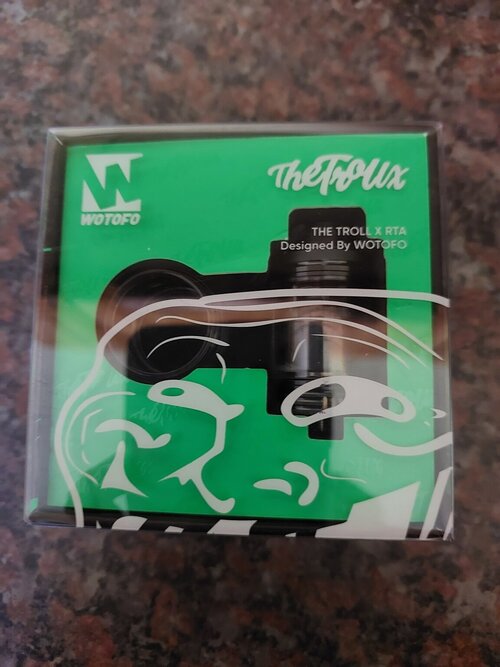 WOTOFO
TheTrollx
THE TROLL X RTA
Designed By WOTOFO